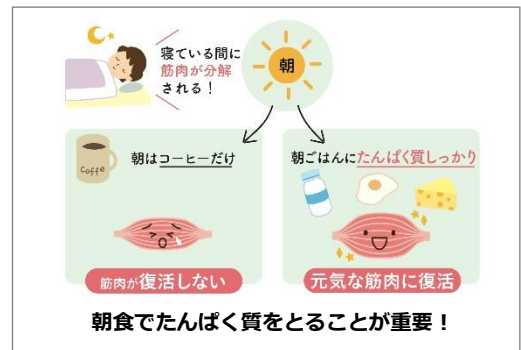 寝ている間に
筋肉が分解
される！
朝
Coffe
朝はコーヒーだけ
朝ごはんにたんぱく質しっかり
筋肉が復活しない
元気な筋肉に復活
朝食でたんぱく質をとることが重要！